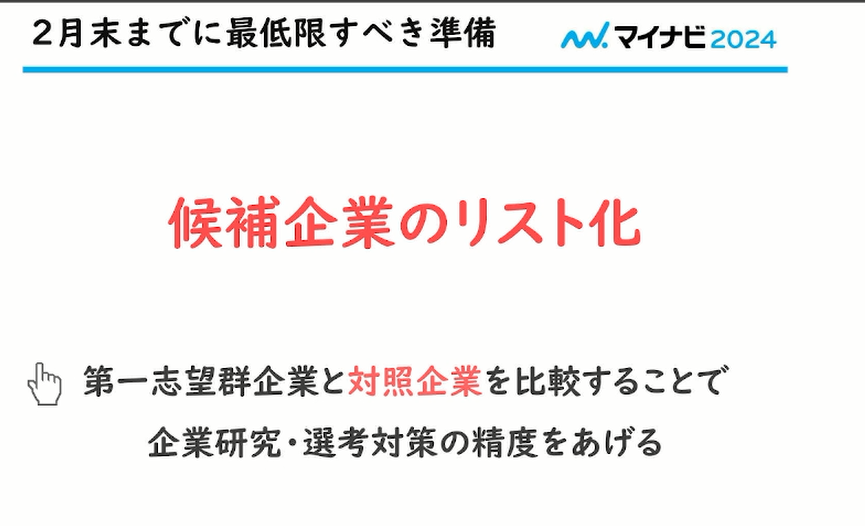 2月末までに最低限すべき準備
マイナビ2024
候補企業のリスト化
第一志望群企業と対照企業を比較することで
企業研究・選考対策の精度をあげる